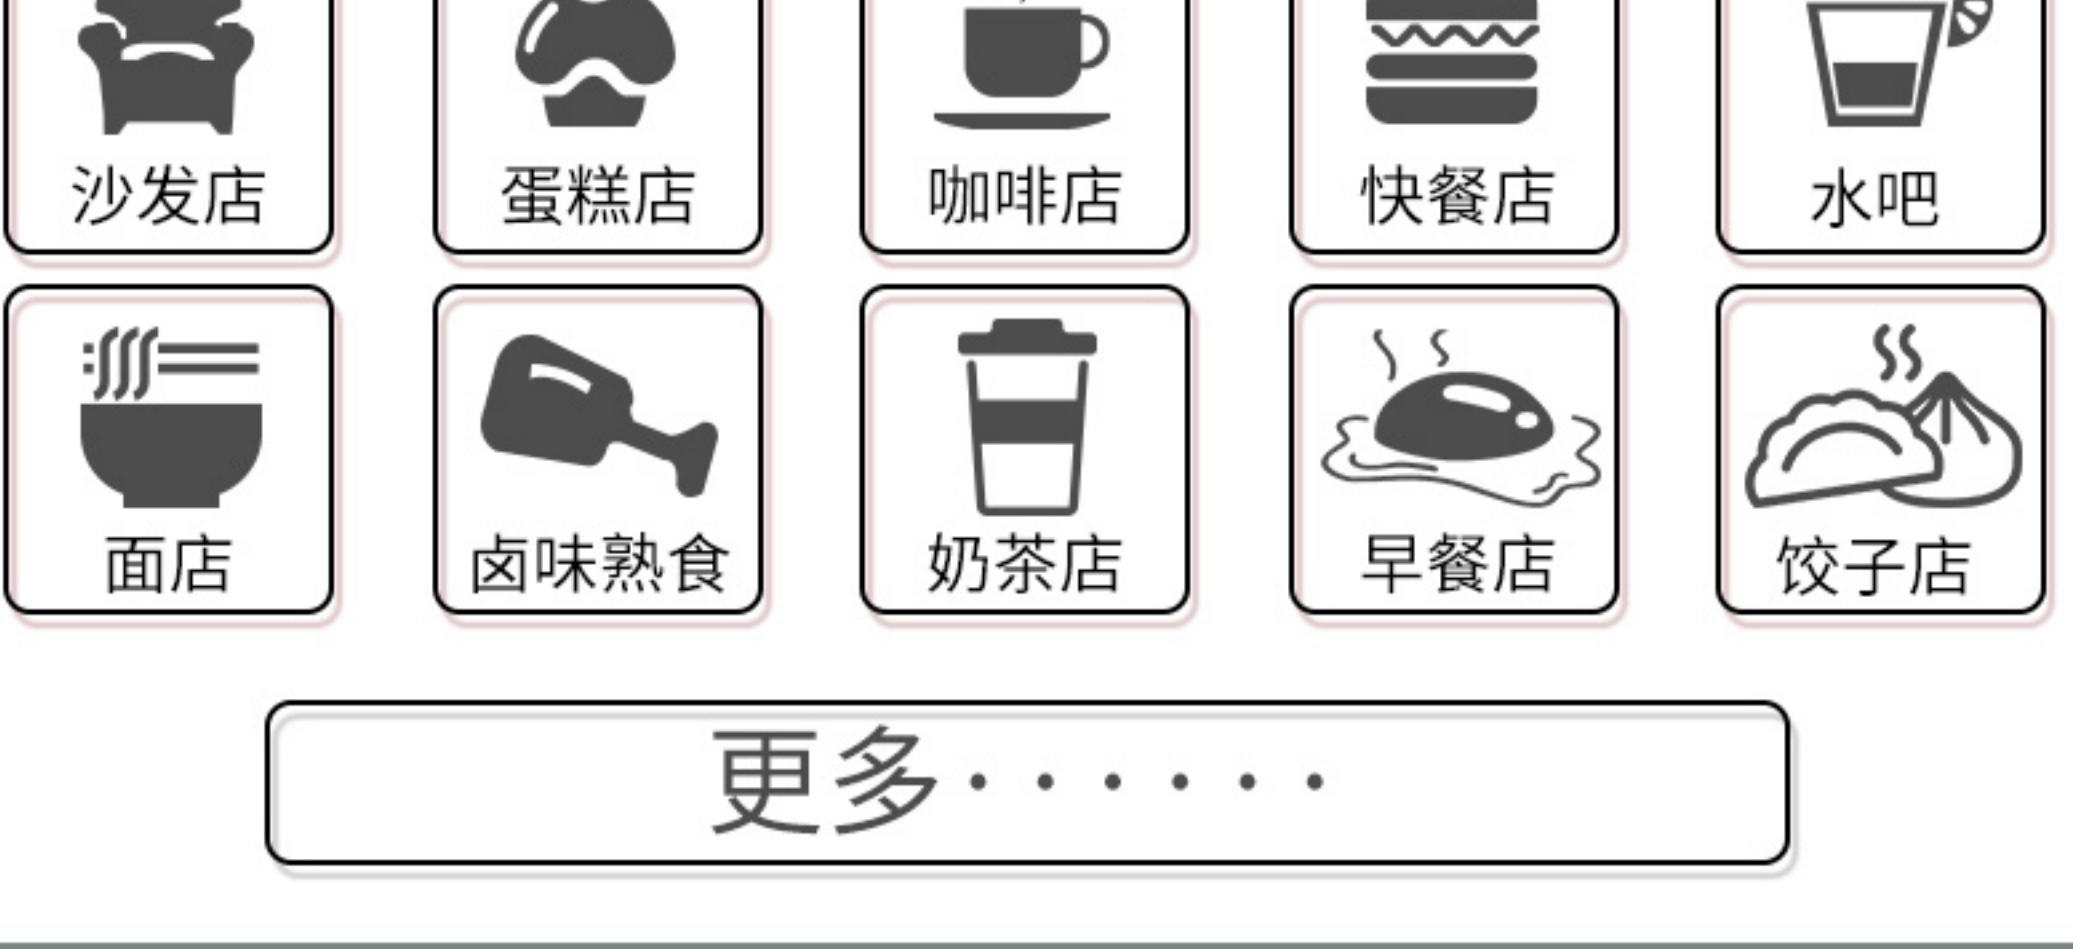 沙发店
蛋糕店
咖啡店
快餐店
水吧
面店
卤味熟食
奶茶店
早餐店
饺子店
更多······